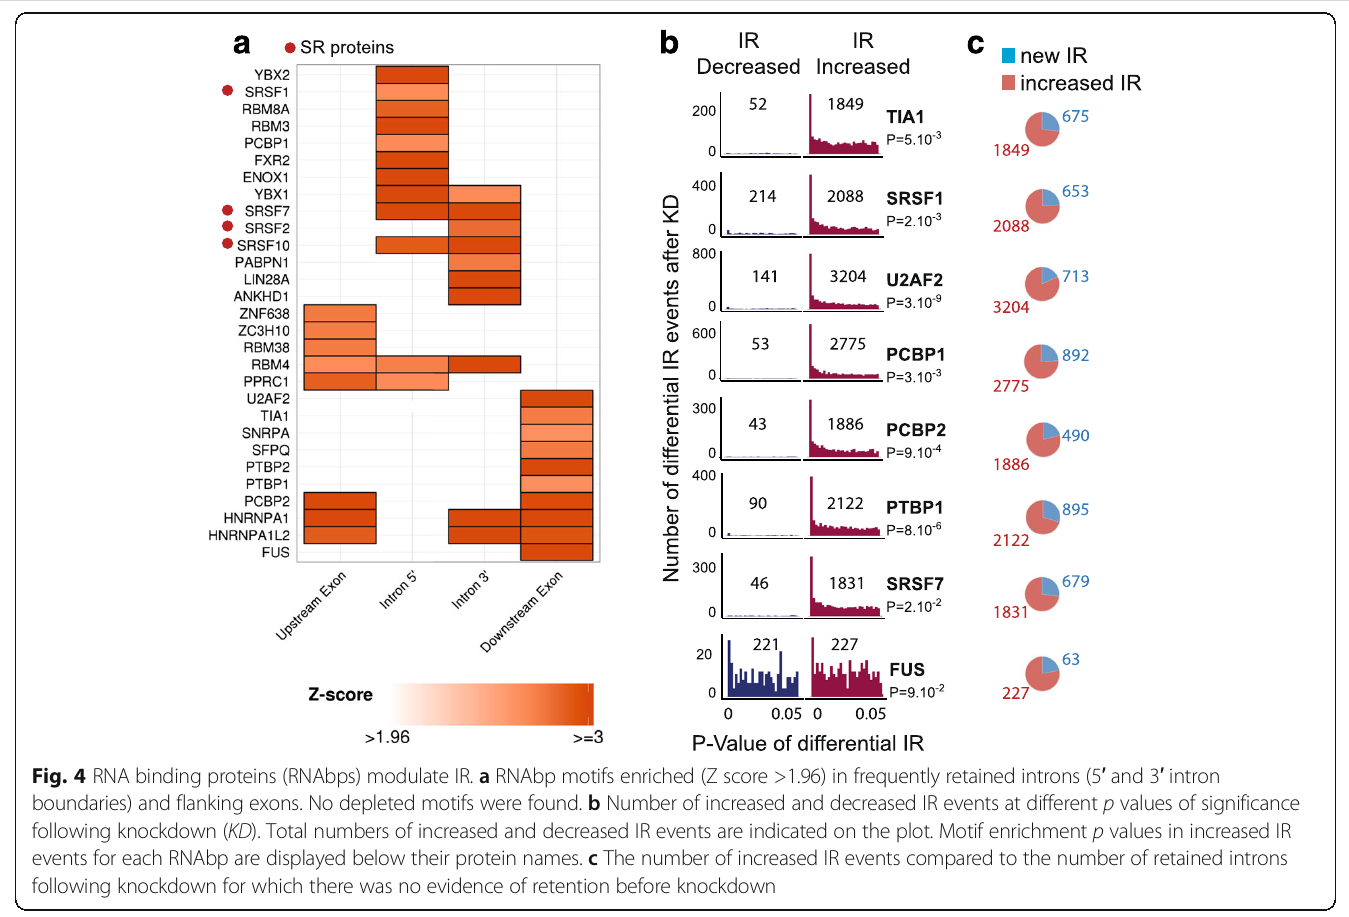 a
SR proteins
YBX2
SRSF1
RBM8A
RBM3
PCBP1
FXR2
ENOX1
YBX1
SRSF7
SRSF2
SRSF10
PABPN1
LIN28A
ANKHD1
ZNF638
ZC3H10
RBM38
RBM4
PPRC1
U2AF2
TIA1
SNRPA
SFPQ
PTBP2
PTBP1
PCBP2
HNRNPA1
HNRNPA1L2
FUS
Upstream Exon
Intron 5'
Intron 3'
Downstream Exon
Z-score
>1.96
>=3
b
IR Decreased
IR Increased
Number of differential IR events after KD
200
0
52
1849
TIA1
P=5.10-3
400
0
214
2088
SRSF1
P=2.10-3
800
0
141
3204
U2AF2
P=3.10-9
600
0
53
2775
PCBP1
P=3.10-3
300
0
43
1886
PCBP2
P=9.10-4
400
0
90
2122
PTBP1
P=8.10-6
300
0
46
1831
SRSF7
P=2.10-2
20
0
221
227
FUS
P=9.10-2
0
0.05
0
0.05
P-Value of differential IR
c
new IR
increased IR
675
1849
653
2088
713
3204
892
2775
490
1886
895
2122
679
1831
63
227
Fig. 4 RNA binding proteins (RNAbps) modulate IR. a RNAbp motifs enriched (Z score >1.96) in frequently retained introns (5′ and 3′ intron
boundaries) and flanking exons. No depleted motifs were found. b Number of increased and decreased IR events at different p values of significance
following knockdown (KD). Total numbers of increased and decreased IR events are indicated on the plot. Motif enrichment p values in increased IR
events for each RNAbp are displayed below their protein names. c The number of increased IR events compared to the number of retained introns
following knockdown for which there was no evidence of retention before knockdown